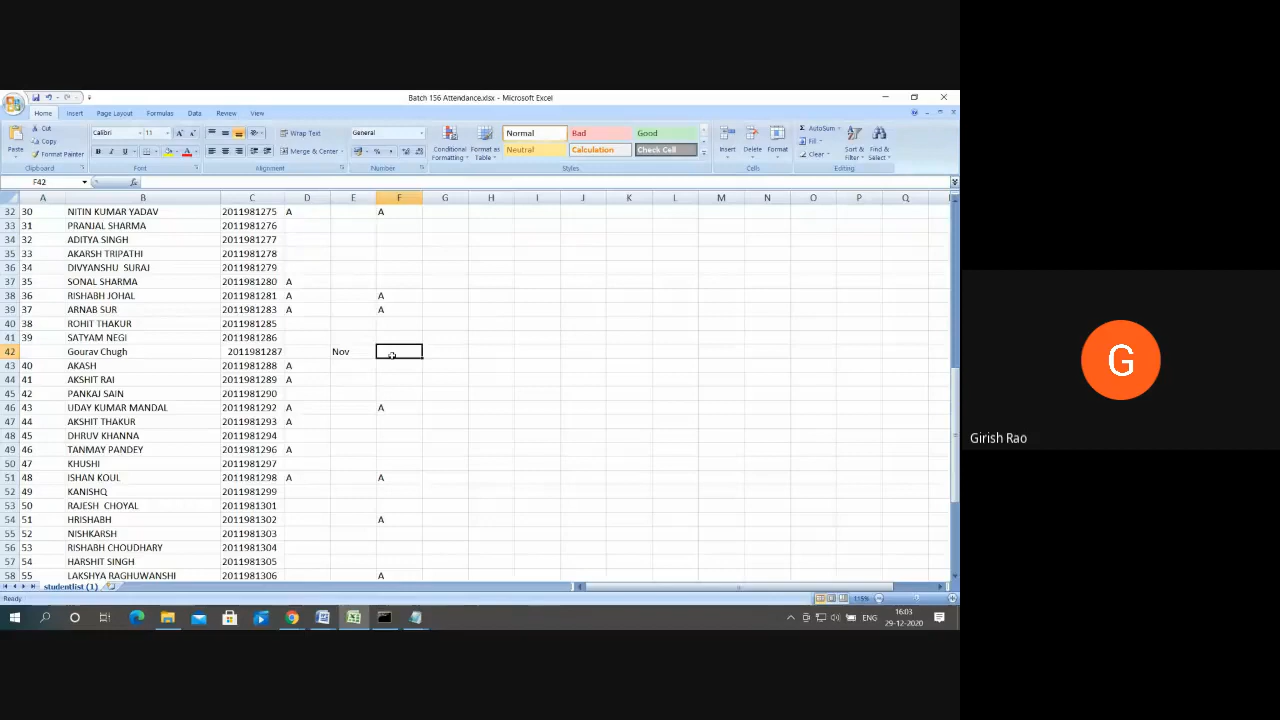 Batch 156 Attendance.xlsx - Microsoft Excel
Home Insert Page Layout Formulas Data Review View
Cut
Copy
Format Painter
Paste
Clipboard
Calibri 11
B I U
Font
Wrap Text
Merge & Center
Alignment
General
Number
Conditional Formatting
Format as Table
Normal Bad Good
Neutral Calculation Check Cell
Styles
Insert Delete Format
Cells
AutoSum
Fill
Clear
Sort & Filter
Find & Select
Editing
F42 fx
A B C D E F G H I J K L M N O P Q
32 30 NITIN KUMAR YADAV 2011981275 A A
33 31 PRANJAL SHARMA 2011981276
34 32 ADITYA SINGH 2011981277
35 33 AKARSH TRIPATHI 2011981278
36 34 DIVYANSHU SURAJ 2011981279
37 35 SONAL SHARMA 2011981280 A
38 36 RISHABH JOHAL 2011981281 A A
39 37 ARNAB SUR 2011981283 A A
40 38 ROHIT THAKUR 2011981285
41 39 SATYAM NEGI 2011981286
42 Gourav Chugh 2011981287 Nov
43 40 AKASH 2011981288 A
44 41 AKSHIT RAI 2011981289 A
45 42 PANKAJ SAIN 2011981290
46 43 UDAY KUMAR MANDAL 2011981292 A A
47 44 AKSHIT THAKUR 2011981293 A
48 45 DHRUV KHANNA 2011981294
49 46 TANMAY PANDEY 2011981296 A
50 47 KHUSHI 2011981297
51 48 ISHAN KOUL 2011981298 A A
52 49 KANISHQ 2011981299
53 50 RAJESH CHOYAL 2011981301
54 51 HRISHABH 2011981302 A
55 52 NISHKARSH 2011981303
56 53 RISHABH CHOUDHARY 2011981304
57 54 HARSHIT SINGH 2011981305
58 55 LAKSHYA RAGHUWANSHI 2011981306 A
studentlist (1)
Ready 115%
ENG
16:03
29-12-2020
G
Girish Rao